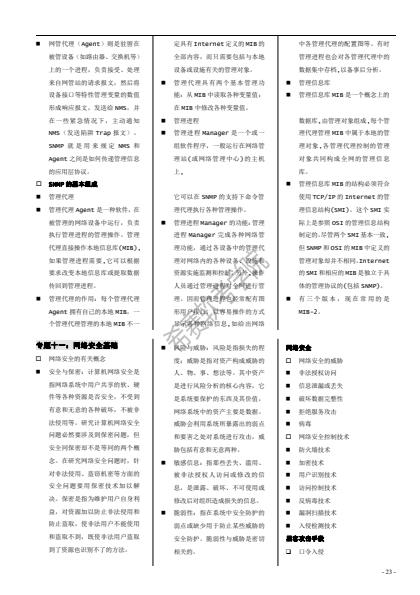 ■ 网管代理（Agent）则是驻留在
被管设备(如路由器、交换机等)
上的一个进程，负责接受、处理
来自网管站的请求报文，然后将
设备接口等特性管理变量的数值
形成响应报文，发送给 NMS。并
在一些紧急情况下，主动通知
NMS（发送陷阱 Trap 报文）。
SNMP 就是用来规定 NMS 和
Agent 之间是如何传递管理信息
的应用层协议。
□ SNMP 的基本组成
■ 管理代理
■ 管理代理 Agent 是一种软件，在
被管理的网络设备中运行，负责
执行管理进程的管理操作。管理
代理直接操作本地信息库(MIB)，
如果管理进程需要,它可以根据
要求改变本地信息库或提取数据
传回到管理进程。
■ 管理代理的作用：每个管理代理
Agent 拥有自己的本地 MIB，一
个管理代理管理的本地 MIB 不一
定具有 Internet 定义的 MIB 的
全部内容，而只需要包括与本地
设备或设施有关的管理对象。
■ 管理代理具有两个基本管理功
能：从 MIB 中读取各种变量值；
在 MIB 中修改各种变量值。
■ 管理进程
■ 管理进程 Manager 是一个或一
组软件程序，一般运行在网络管
理站(或网络管理中心)的主机
上，
它可以在 SNMP 的支持下命令管
理代理执行各种管理操作。
■ 管理进程 Manager 的功能：管理
进程 Manager 完成各种网络管
理功能，通过各设备中的管理代
理对网络内的各种设备、设施和
资源实施监测和控制。另外,操作
人员通过管理进程对全网进行管
理。因而管理进程也经常配有图
形用户接口，以容易操作的方式
显示各种网络信息,如给出网络
中各管理代理的配置图等。有时
管理进程也会对各管理代理中的
数据集中存档,以备事后分析。
■ 管理信息库
■ 管理信息库 MIB 是一个概念上的
数据库,由管理对象组成,每个管
理代理管理 MIB 中属于本地的管
理对象,各管理代理控制的管理
对象共同构成全网的管理信息
库。
■ 管理信息库 MIB 的结构必须符合
使用 TCP/IP 的 Internet 的管
理信息结构(SMI)。这个 SMI 实
际上是参照 OSI 的管理信息结构
制定的。尽管两个 SMI 基本一致,
但 SNMP 和 OSI 的 MIB 中定义的
管理对象却并不相同。Internet
的 SMI 和相应的 MIB 是独立于具
体的管理协议的(包括 SNMP)。
■ 有三个版本，现在常用的是
MIB-2。
专题十一：网络安全基础
□ 网络安全的有关概念
■ 安全与保密：计算机网络安全是
指网络系统中用户共享的软、硬
件等各种资源是否安全，不受到
有意和无意的各种破坏，不被非
法使用等。研究计算机网络安全
问题必然要涉及到保密问题，但
安全同保密却不是等同的两个概
念。在研究网络安全问题时，针
对非法使用、盗窃机密等方面的
安全问题要用保密技术加以解
决。保密是指为维护用户自身利
益，对资源加以防止非法使用和
防止盗取，使非法用户不能使用
和盗取不到，既使非法用户盗取
到了资源也识别不了的方法。
■ 风险与威胁：风险是指损失的程
度；威胁是指对资产构成威胁的
人、物、事、想法等。其中资产
是进行风险分析的核心内容，它
是系统要保护的东西及其价值，
网络系统中的资产主要是数据。
威胁会利用系统所暴露出的弱点
和要害之处对系统进行攻击，威
胁包括有意和无意两种。
■ 敏感信息：指那些丢失、滥用、
被非法授权人访问或修改的信
息，是泄露、破坏、不可使用或
修改后对组织造成损失的信息。
■ 脆弱性：指在系统中安全防护的
弱点或缺少用于防止某些威胁的
安全防护。脆弱性与威胁是密切
相关的。
网络安全
□ 网络安全的威胁
■ 非法授权访问
■ 信息泄漏或丢失
■ 破坏数据完整性
■ 拒绝服务攻击
■ 病毒
□ 网络安全控制技术
■ 防火墙技术
■ 加密技术
■ 用户识别技术
■ 访问控制技术
■ 反病毒技术
■ 漏洞扫描技术
■ 入侵检测技术
黑客攻击手段
□ 口令入侵
希赛软考学院
- 23 -